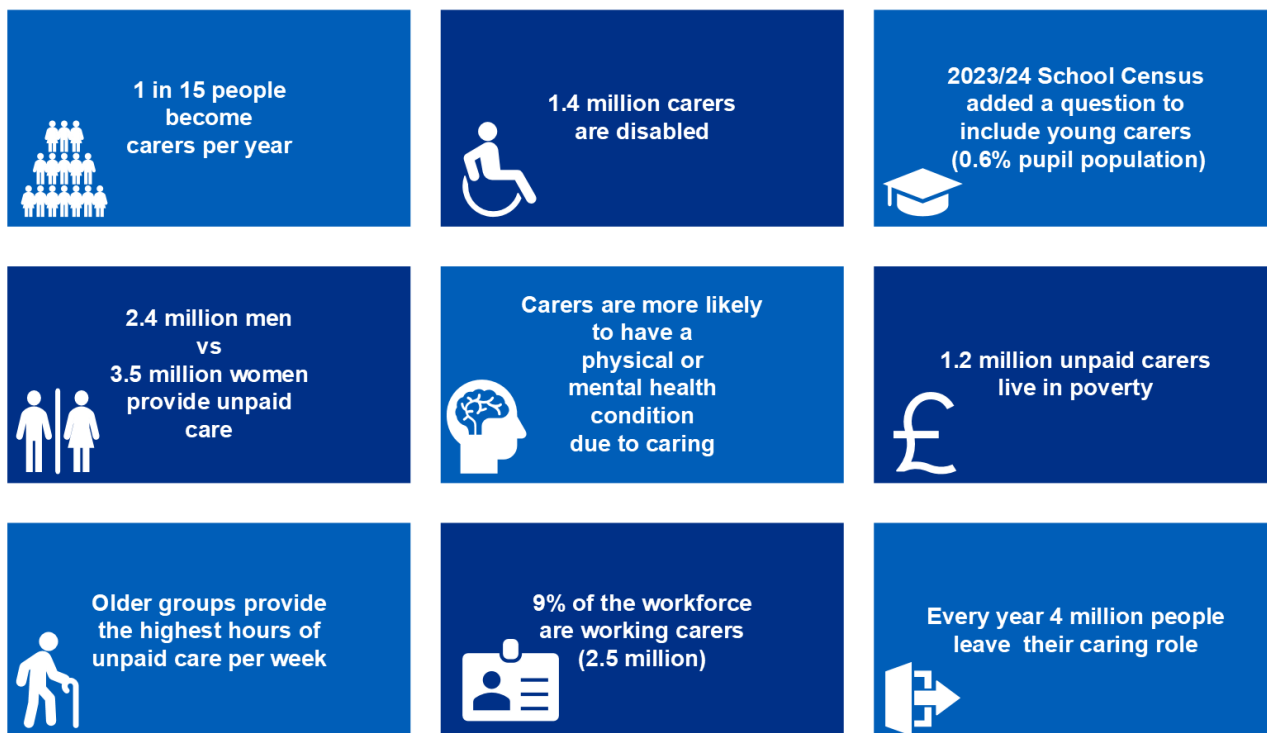 1 in 15 people
become
carers per year
1.4 million carers
are disabled
2023/24 School Census
added a question to
include young carers
(0.6% pupil population)
2.4 million men
vs
3.5 million women
provide unpaid
care
Carers are more likely
to have a
physical or
mental health
condition
due to caring
1.2 million unpaid carers
live in poverty
£
Older groups provide
the highest hours of
unpaid care per week
9% of the workforce
are working carers
(2.5 million)
Every year 4 million people
leave  their caring role